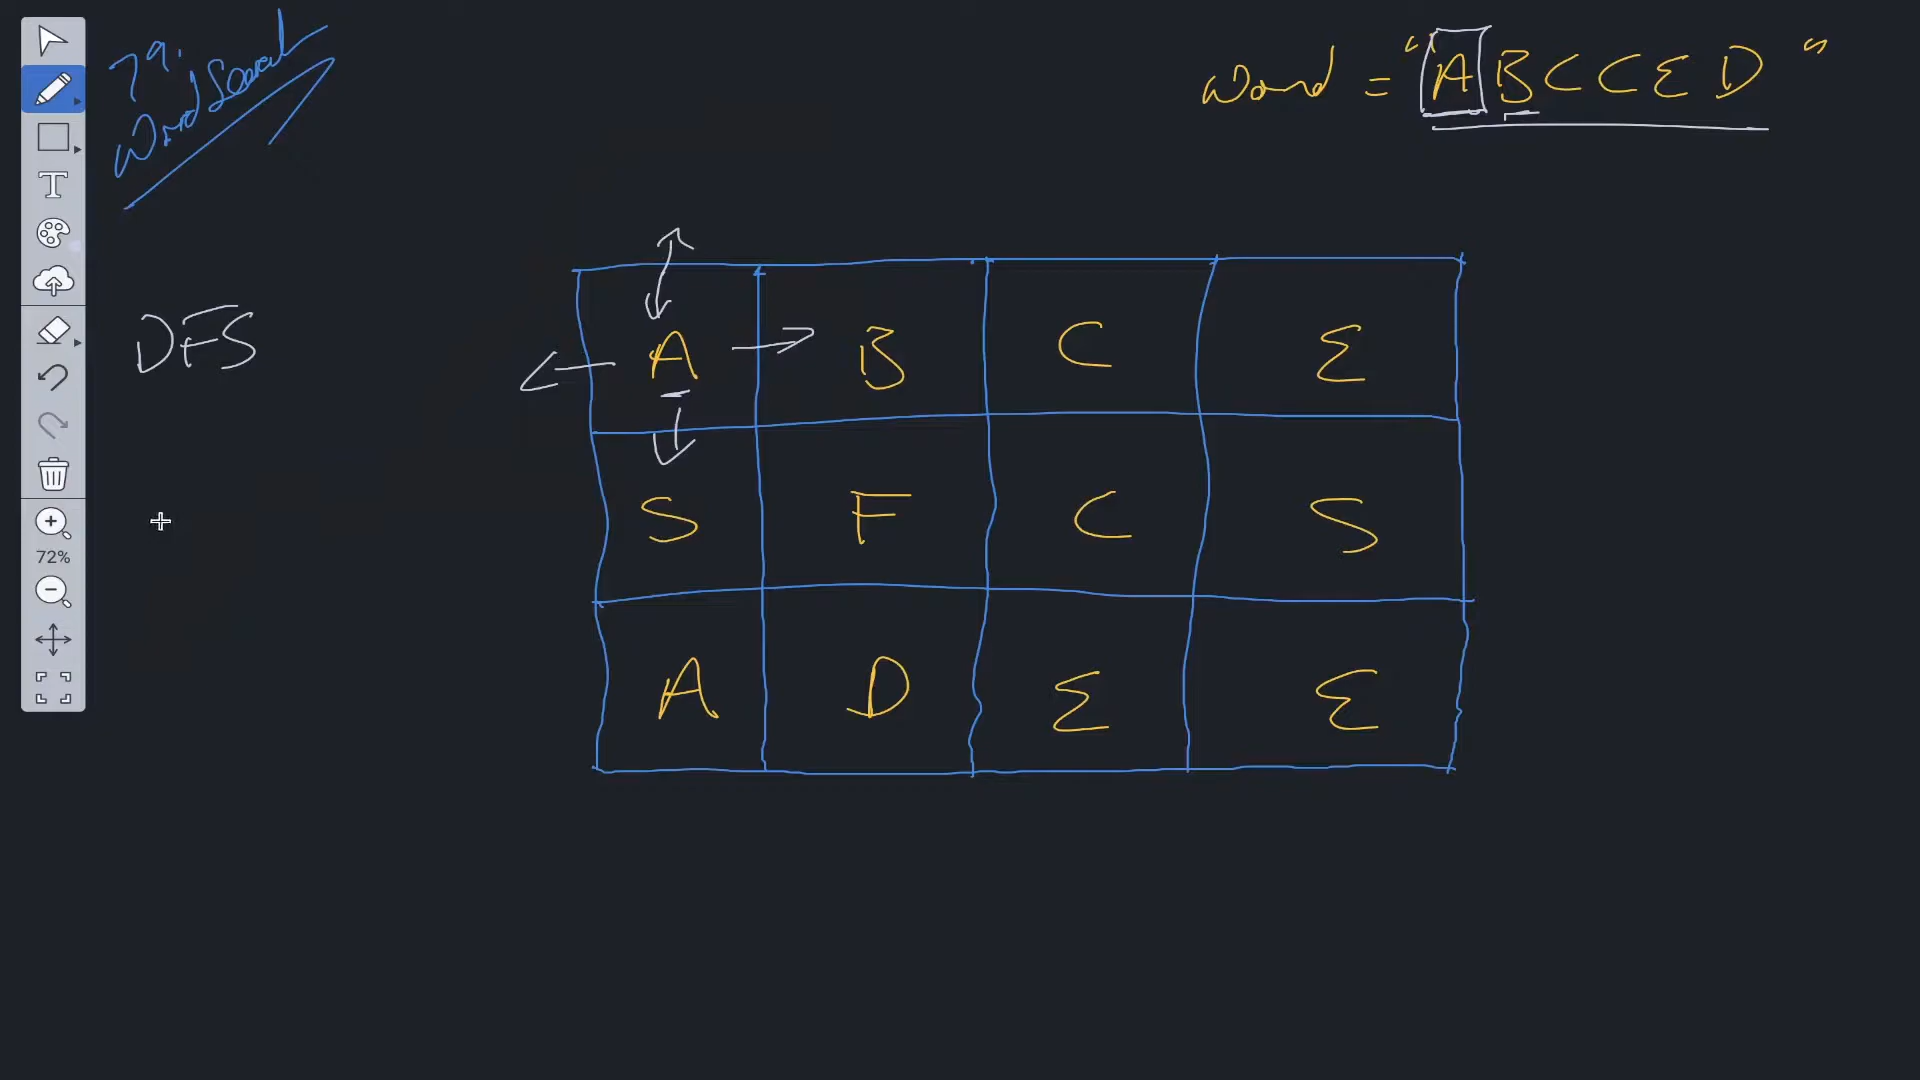 79.
Word Search
word = "ABCCED"
DFS
A B C E
S F C S
A D E E
T
72%